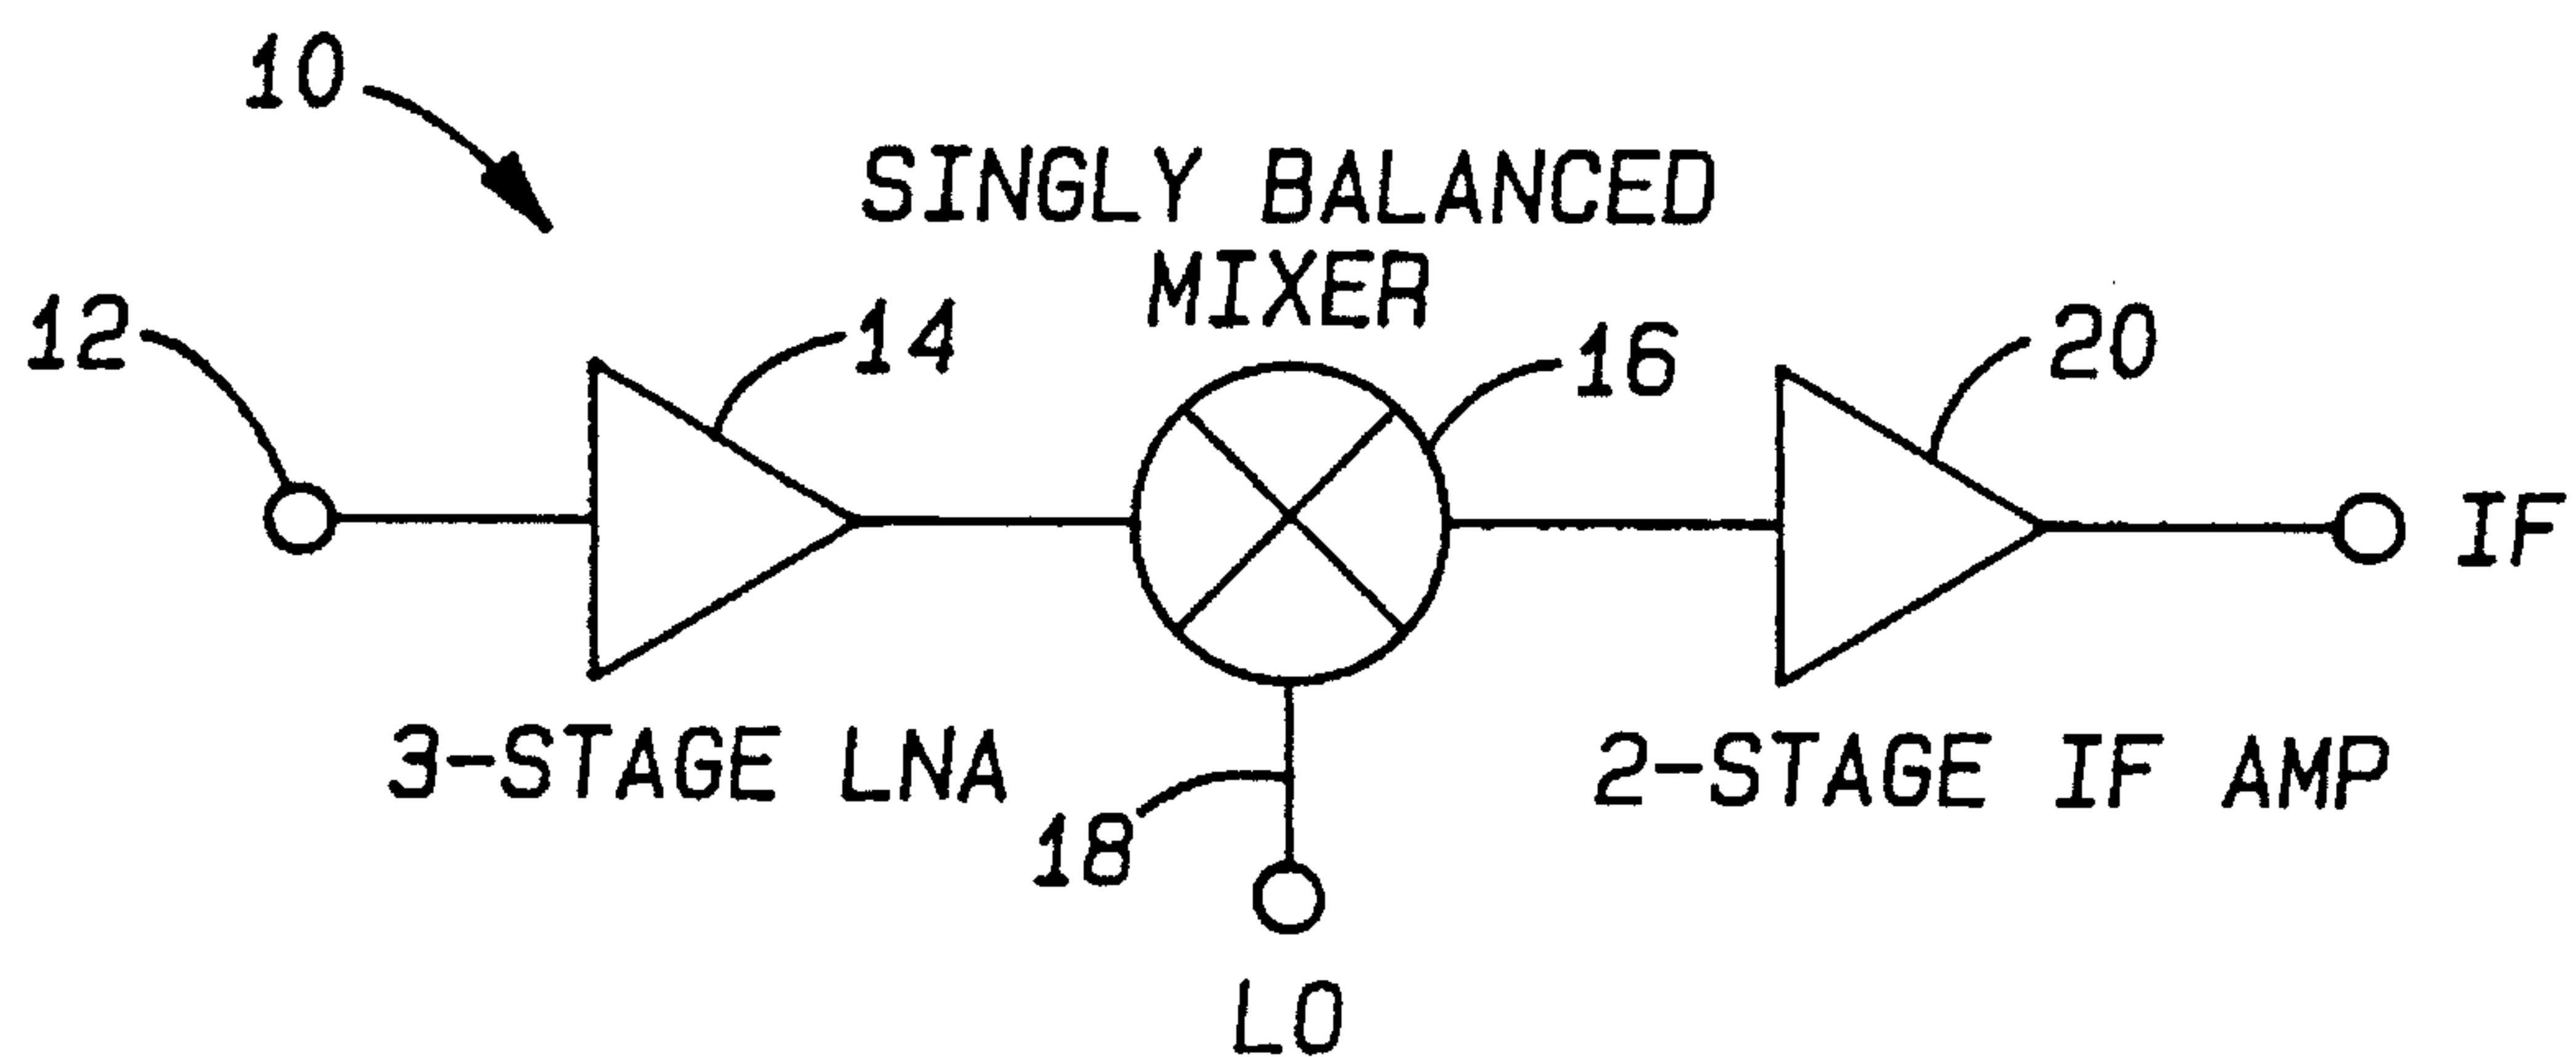 10
SINGLY BALANCED
MIXER
12
14
16
20
IF
3-STAGE LNA
2-STAGE IF AMP
18
LO